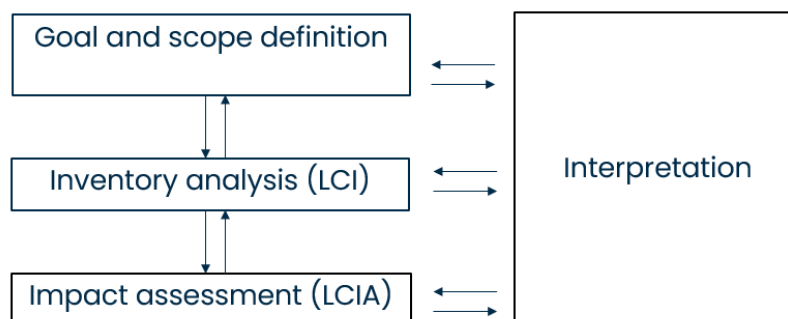 Goal and scope definition
Inventory analysis (LCI)
Interpretation
Impact assessment (LCIA)